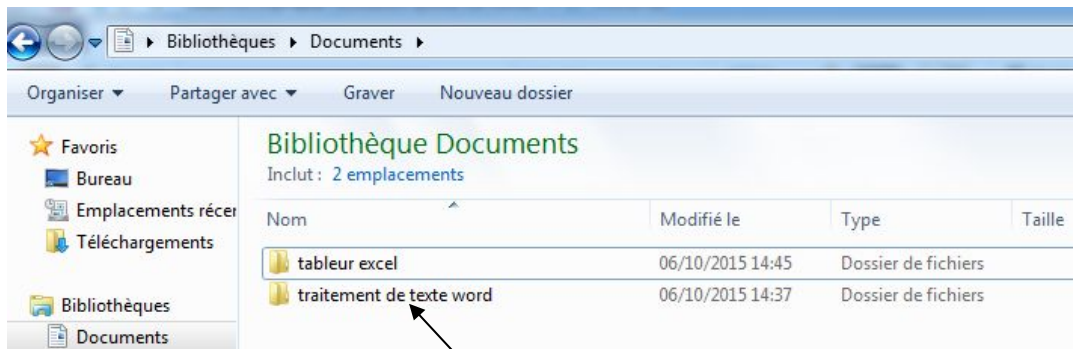 Bibliothèques Documents
Organiser Partager avec Graver Nouveau dossier
Favoris
Bureau
Emplacements récer
Téléchargements
Bibliothèques
Documents
Bibliothèque Documents
Inclut : 2 emplacements
Nom Modifié le Type Taille
tableur excel 06/10/2015 14:45 Dossier de fichiers
traitement de texte word 06/10/2015 14:37 Dossier de fichiers